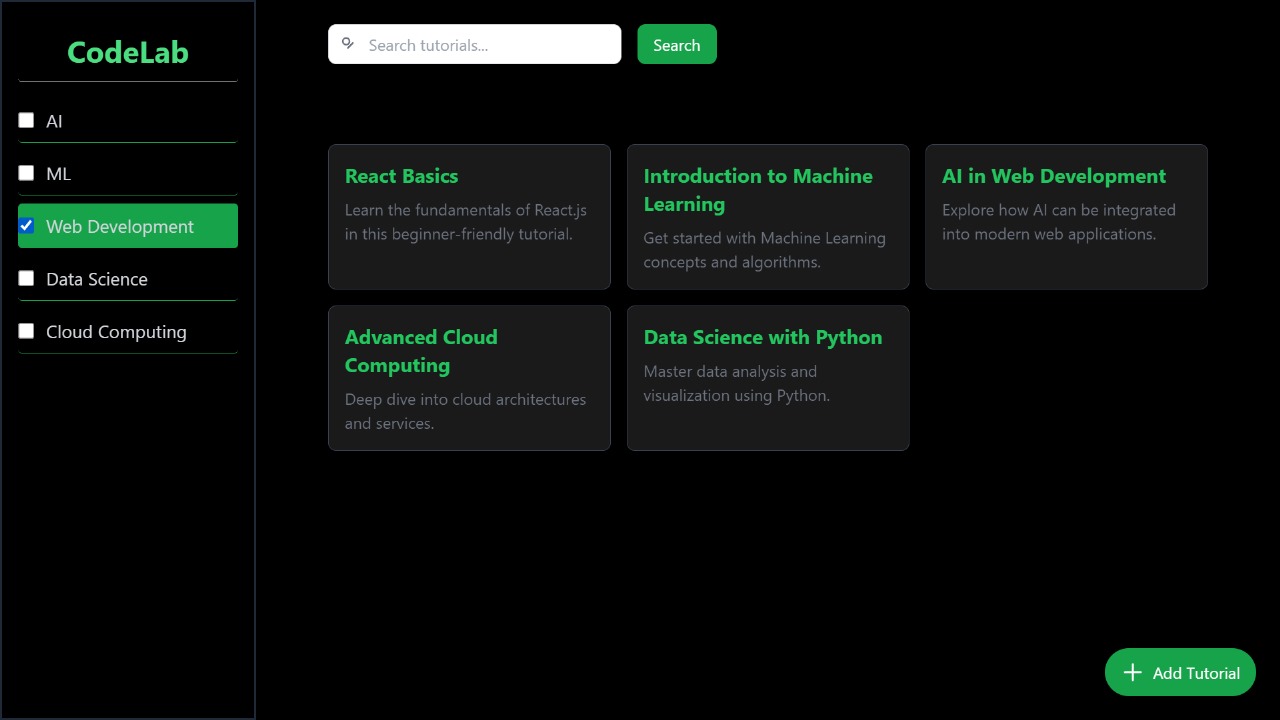 CodeLab
AI
ML
Web Development
Data Science
Cloud Computing
Search tutorials...
Search
React Basics
Learn the fundamentals of React.js
in this beginner-friendly tutorial.
Introduction to Machine
Learning
Get started with Machine Learning
concepts and algorithms.
AI in Web Development
Explore how AI can be integrated
into modern web applications.
Advanced Cloud
Computing
Deep dive into cloud architectures
and services.
Data Science with Python
Master data analysis and
visualization using Python.
Add Tutorial